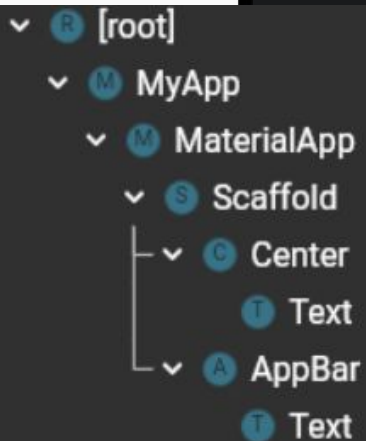 R [root]
M MyApp
M MaterialApp
S Scaffold
C Center
T Text
A AppBar
T Text